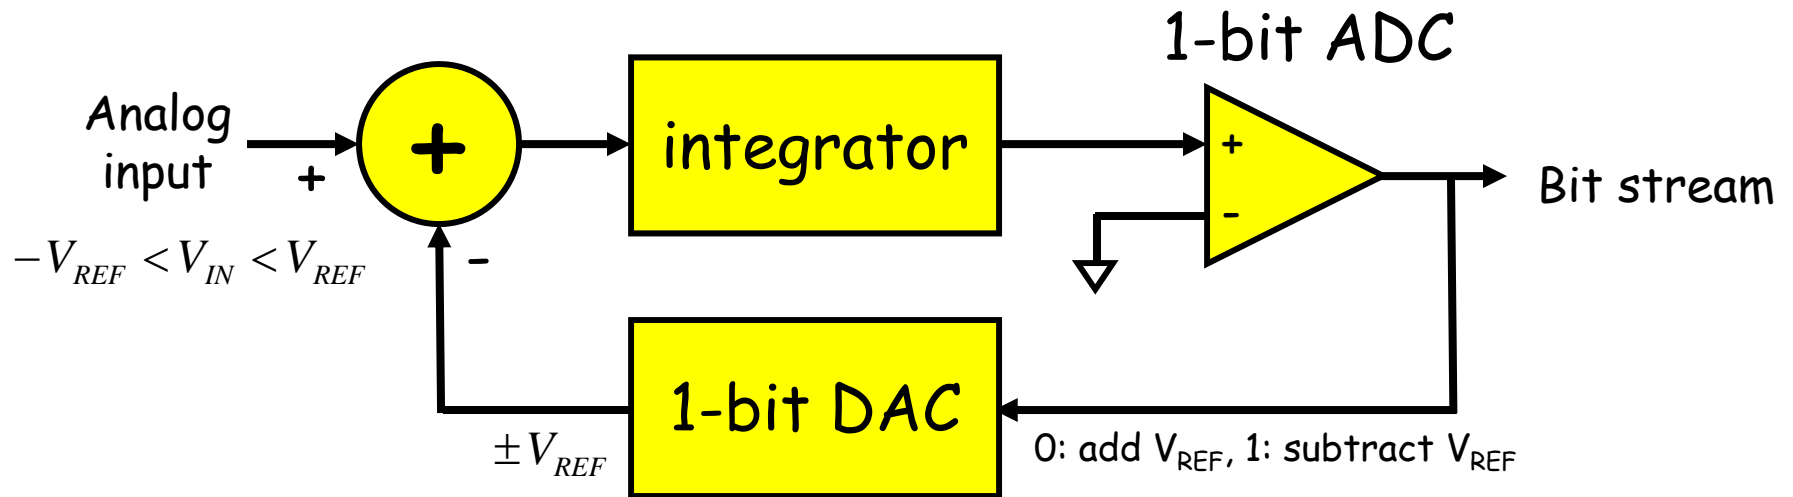 1-bit ADC
Analog
input
+
+
integrator
+
-
Bit stream
-V_REF < V_IN < V_REF
-
1-bit DAC
±V_REF
0: add V_REF, 1: subtract V_REF